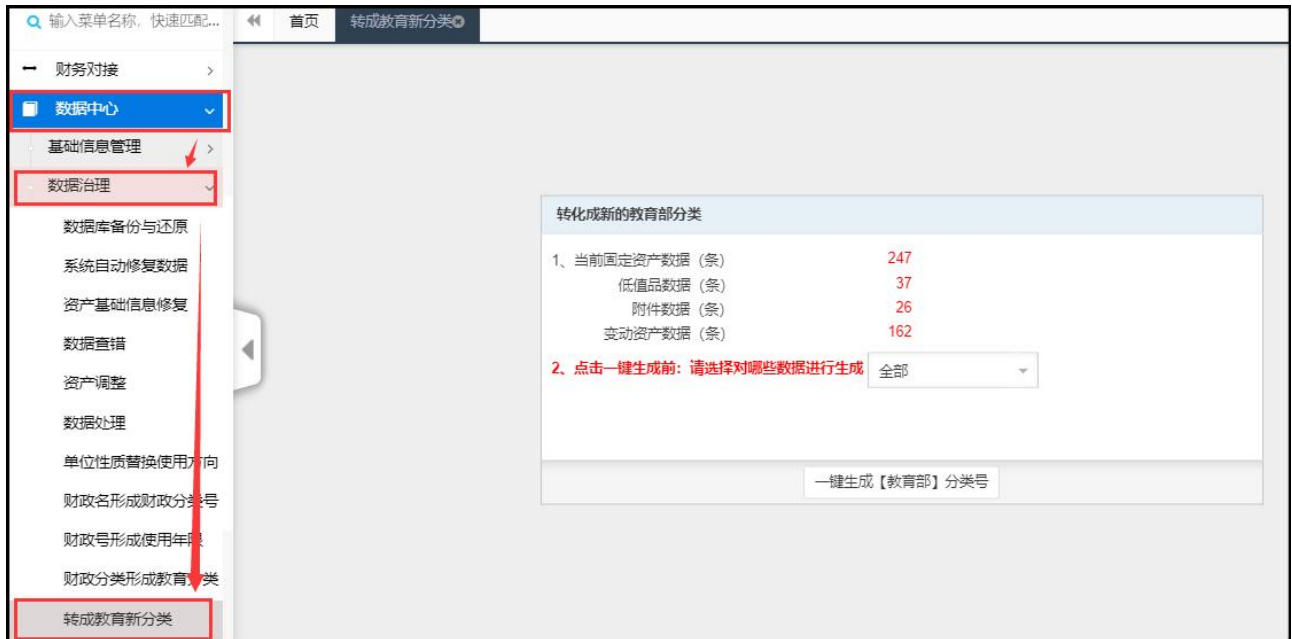 输入菜单名称，快速匹配...
首页
转成教育新分类
财务对接
数据中心
基础信息管理
数据治理
数据库备份与还原
系统自动修复数据
资产基础信息修复
数据查错
资产调整
数据处理
单位性质替换使用方向
财政名形成财政分类号
财政号形成使用年限
财政分类形成教育分类
转成教育新分类
转化成新的教育部分类
1、当前固定资产数据（条） 247
低值品数据（条） 37
附件数据（条） 26
变动资产数据（条） 162
2、点击一键生成前：请选择对哪些数据进行生成 全部
一键生成【教育部】分类号